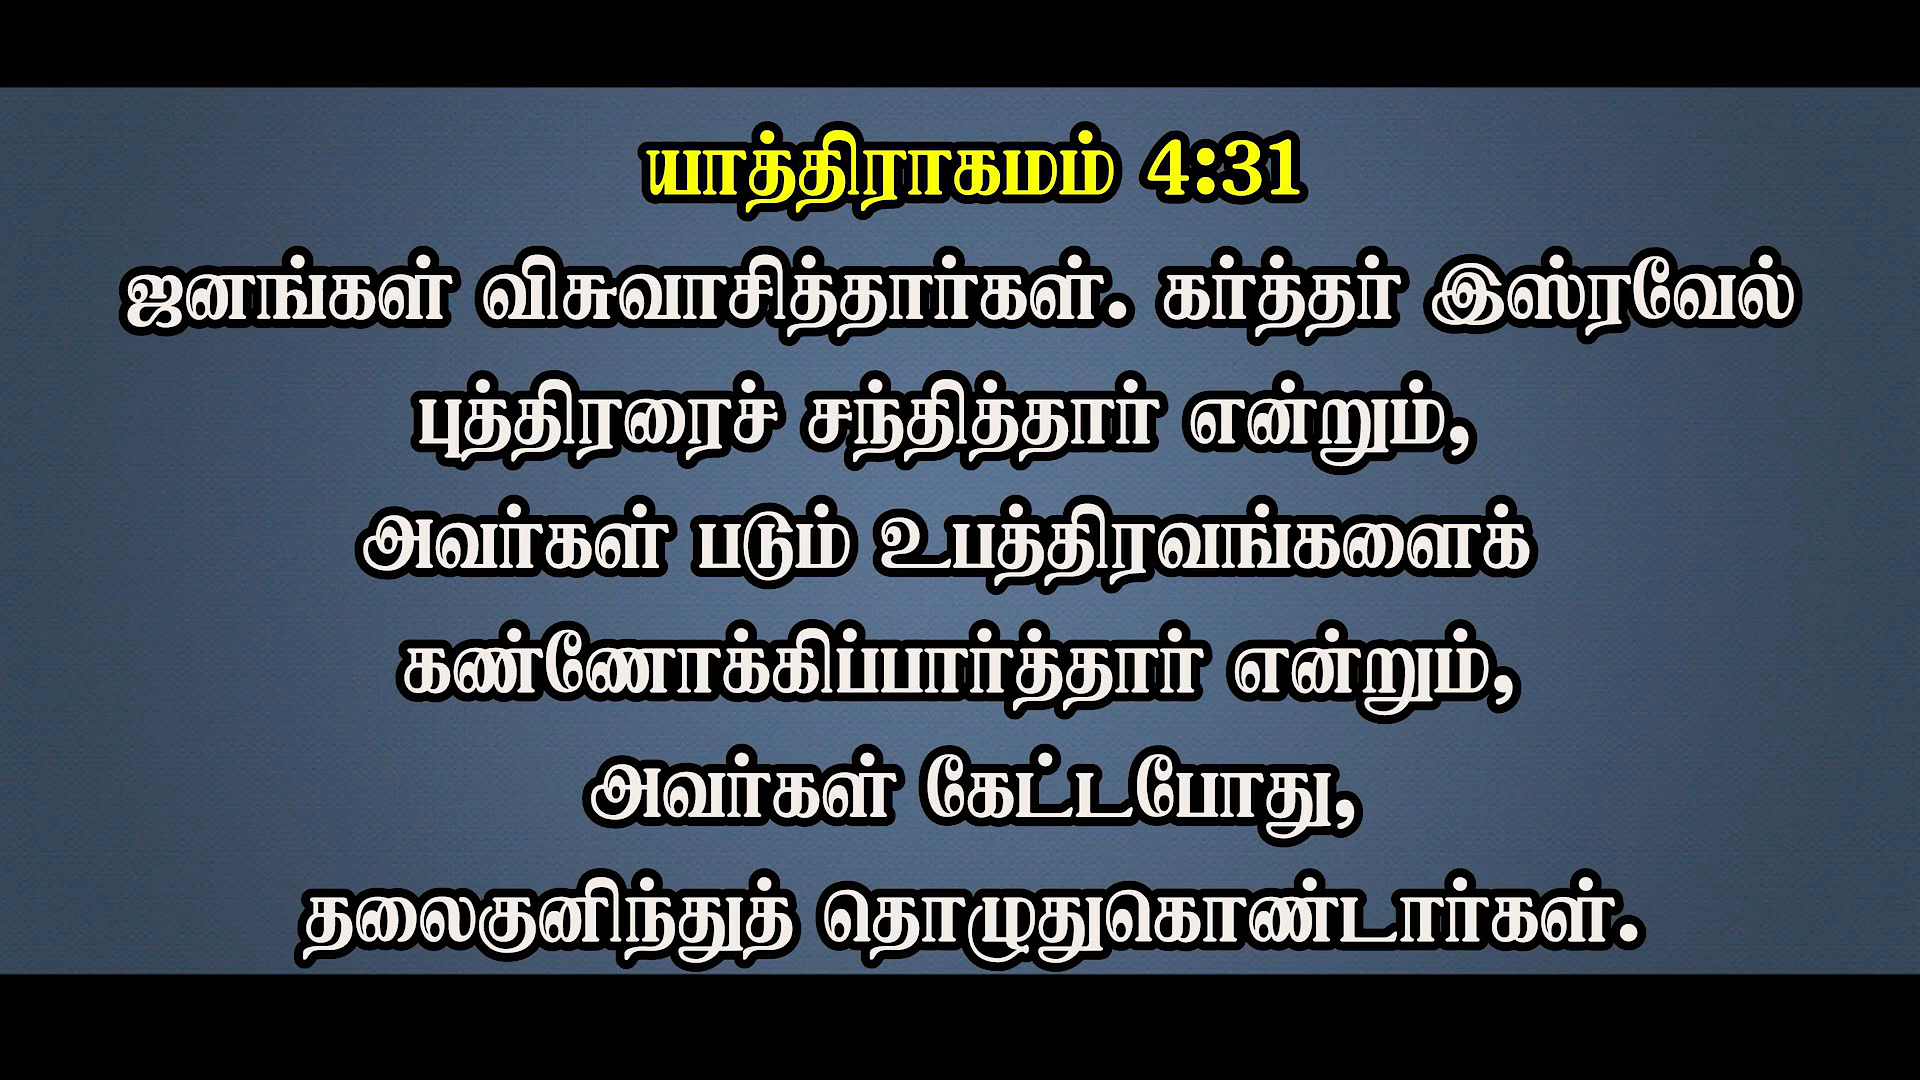 யாத்திராகமம் 4:31
ஜனங்கள் விசுவாசித்தார்கள். கர்த்தர் இஸ்ரவேல்
புத்திரரைச் சந்தித்தார் என்றும்,
அவர்கள் படும் உபத்திரவங்களைக்
கண்ணோக்கிப்பார்த்தார் என்றும்,
அவர்கள் கேட்டபோது,
தலைகுனிந்துத் தொழுதுகொண்டார்கள்.